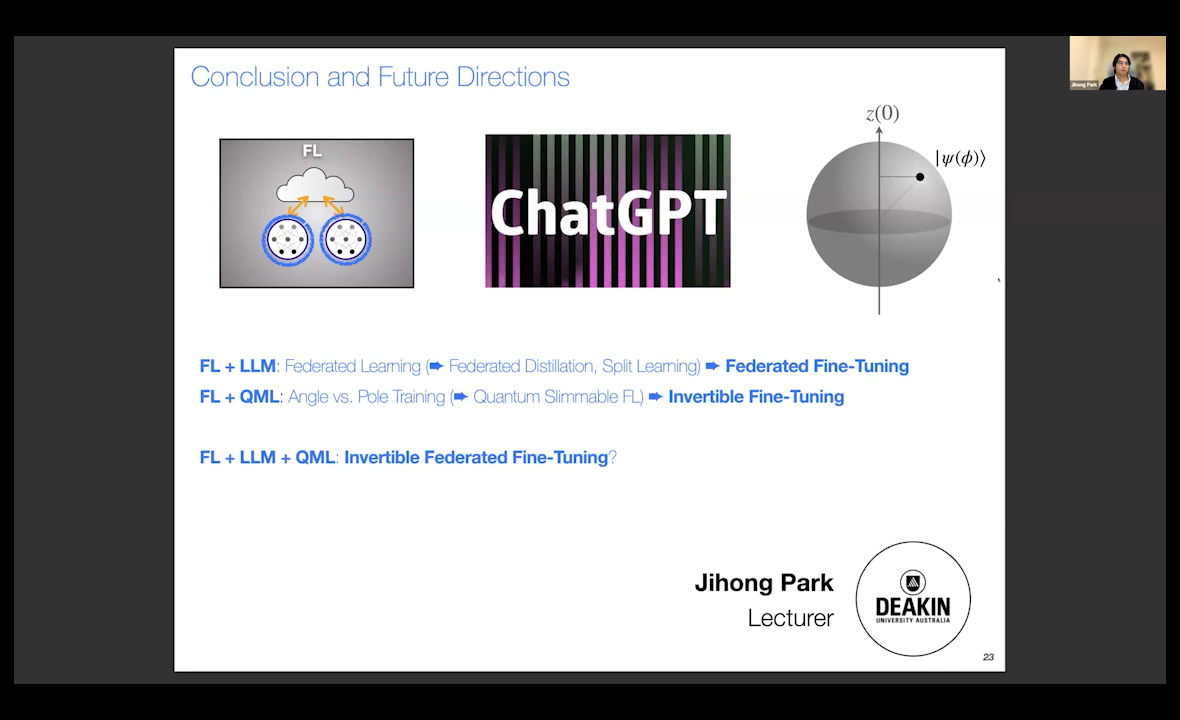 Conclusion and Future Directions
FL
ChatGPT
z(0)
|ψ(ϕ)⟩
Jihong Park
FL + LLM: Federated Learning (➨ Federated Distillation, Split Learning) ➨ Federated Fine-Tuning
FL + QML: Angle vs. Pole Training (➨ Quantum Slimmable FL) ➨ Invertible Fine-Tuning
FL + LLM + QML: Invertible Federated Fine-Tuning?
Jihong Park
Lecturer
DEAKIN
UNIVERSITY AUSTRALIA
23